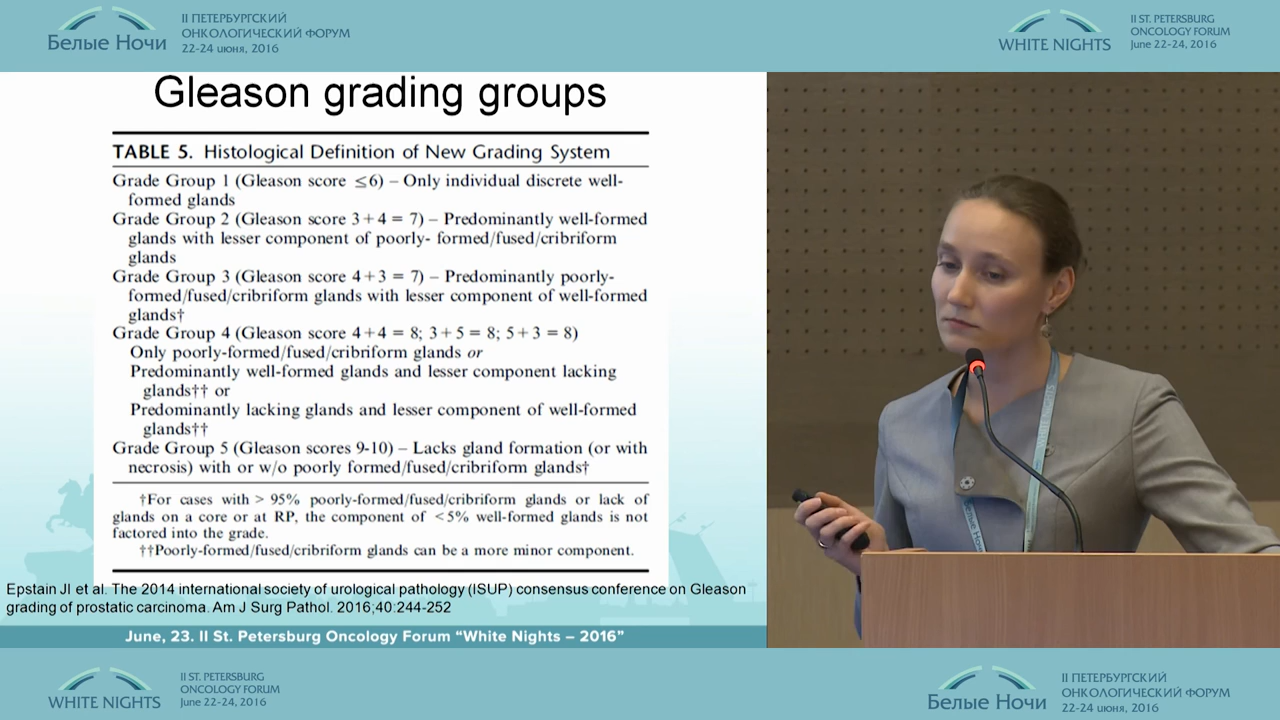 II ПЕТЕРБУРГСКИЙ
ОНКОЛОГИЧЕСКИЙ ФОРУМ
22-24 июня, 2016
Белые Ночи
WHITE NIGHTS
II ST. PETERSBURG
ONCOLOGY FORUM
June 22-24, 2016
Gleason grading groups
TABLE 5. Histological Definition of New Grading System
Grade Group 1 (Gleason score ≤6) – Only individual discrete well-
formed glands
Grade Group 2 (Gleason score 3+4 = 7) – Predominantly well-formed
glands with lesser component of poorly- formed/fused/cribriform
glands
Grade Group 3 (Gleason score 4+3 = 7) – Predominantly poorly-
formed/fused/cribriform glands with lesser component of well-formed
glands†
Grade Group 4 (Gleason score 4+4 = 8; 3+5 = 8; 5+3 = 8)
Only poorly-formed/fused/cribriform glands or
Predominantly well-formed glands and lesser component lacking
glands†† or
Predominantly lacking glands and lesser component of well-formed
glands††
Grade Group 5 (Gleason scores 9-10) – Lacks gland formation (or with
necrosis) with or w/o poorly formed/fused/cribriform glands†
†For cases with > 95% poorly-formed/fused/cribriform glands or lack of
glands on a core or at RP, the component of <5% well-formed glands is not
factored into the grade.
††Poorly-formed/fused/cribriform glands can be a more minor component.
Epstain JI et al. The 2014 international society of urological pathology (ISUP) consensus conference on Gleason
grading of prostatic carcinoma. Am J Surg Pathol. 2016;40:244-252
June, 23. II St. Petersburg Oncology Forum “White Nights – 2016”
Белые Ночи
WHITE NIGHTS
II ST. PETERSBURG
ONCOLOGY FORUM
June 22-24, 2016
Белые Ночи
II ПЕТЕРБУРГСКИЙ
ОНКОЛОГИЧЕСКИЙ ФОРУМ
22-24 июня, 2016